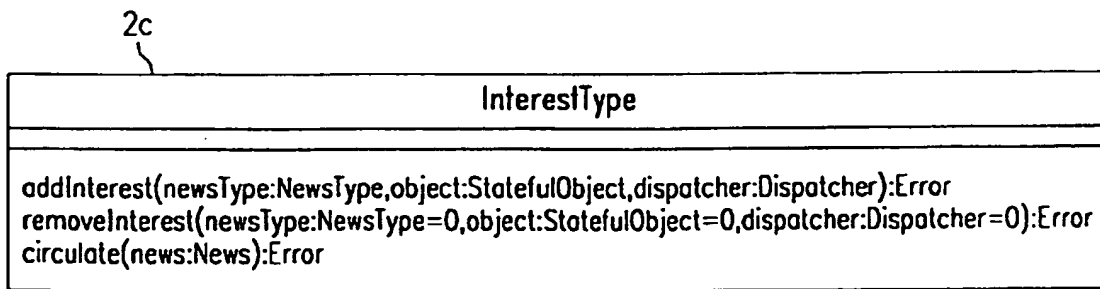 2c
InterestType
addInterest(newsType:NewsType,object:StatefulObject,dispatcher:Dispatcher):Error
removeInterest(newsType:NewsType=0,object:StatefulObject=0,dispatcher:Dispatcher=0):Error
circulate(news:News):Error